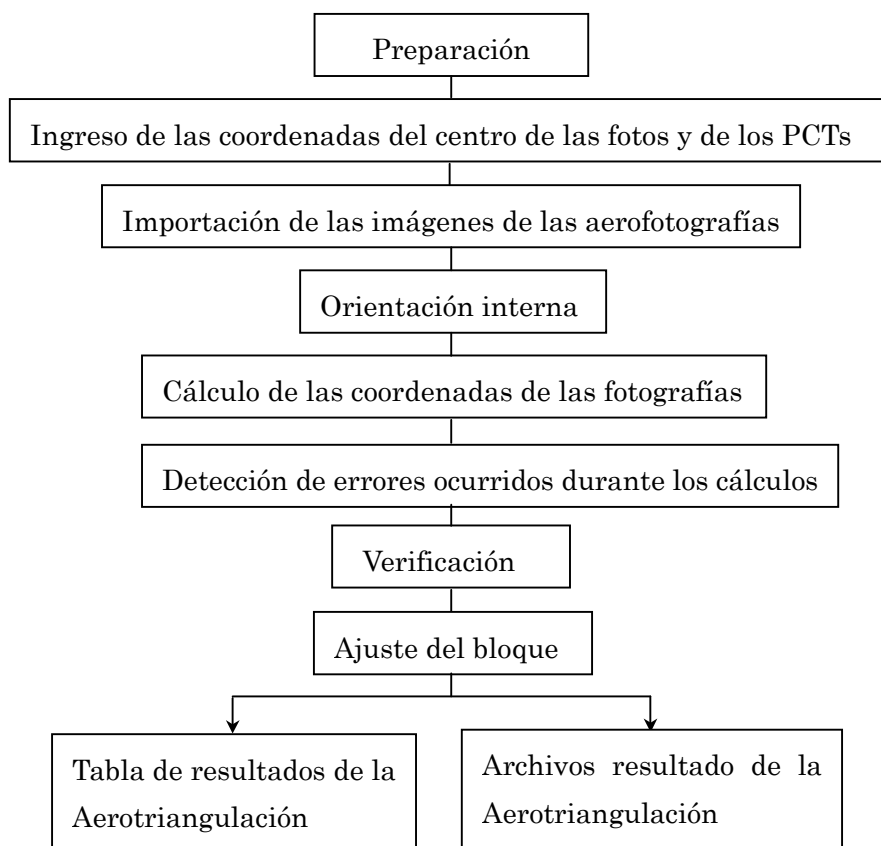 Preparación
Ingreso de las coordenadas del centro de las fotos y de los PCTs
Importación de las imágenes de las aerofotografías
Orientación interna
Cálculo de las coordenadas de las fotografías
Detección de errores ocurridos durante los cálculos
Verificación
Ajuste del bloque
Tabla de resultados de la
Aerotriangulación
Archivos resultado de la
Aerotriangulación